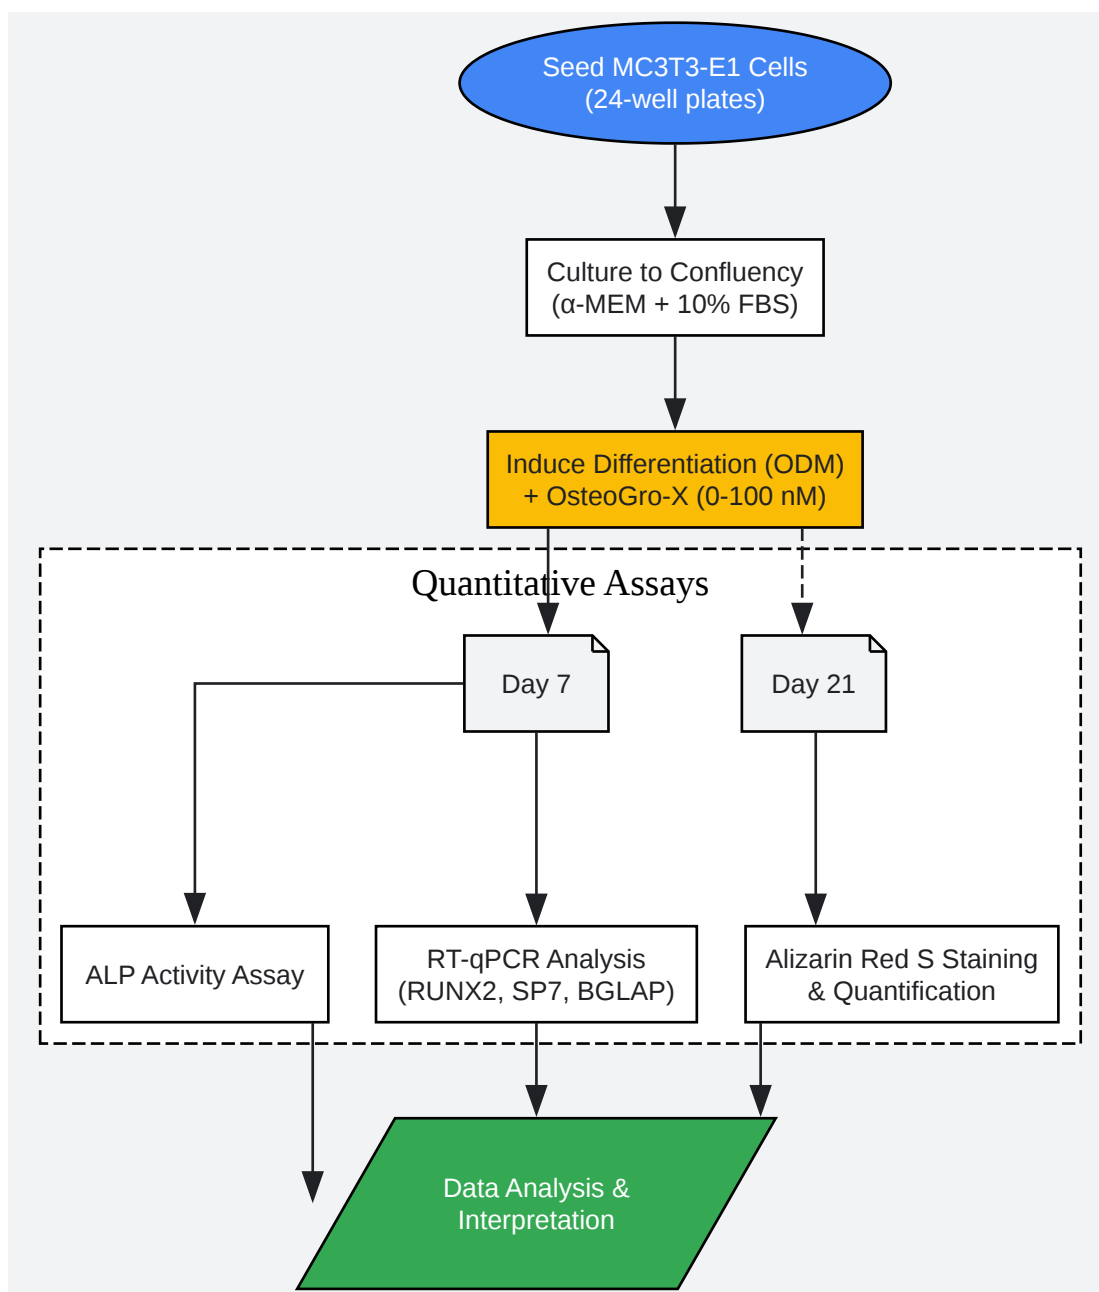 Seed MC3T3-E1 Cells
(24-well plates)
Culture to Confluency
(α-MEM + 10% FBS)
Induce Differentiation (ODM)
+ OsteoGro-X (0-100 nM)
Quantitative Assays
Day 7
Day 21
ALP Activity Assay
RT-qPCR Analysis
(RUNX2, SP7, BGLAP)
Alizarin Red S Staining
& Quantification
Data Analysis &
Interpretation